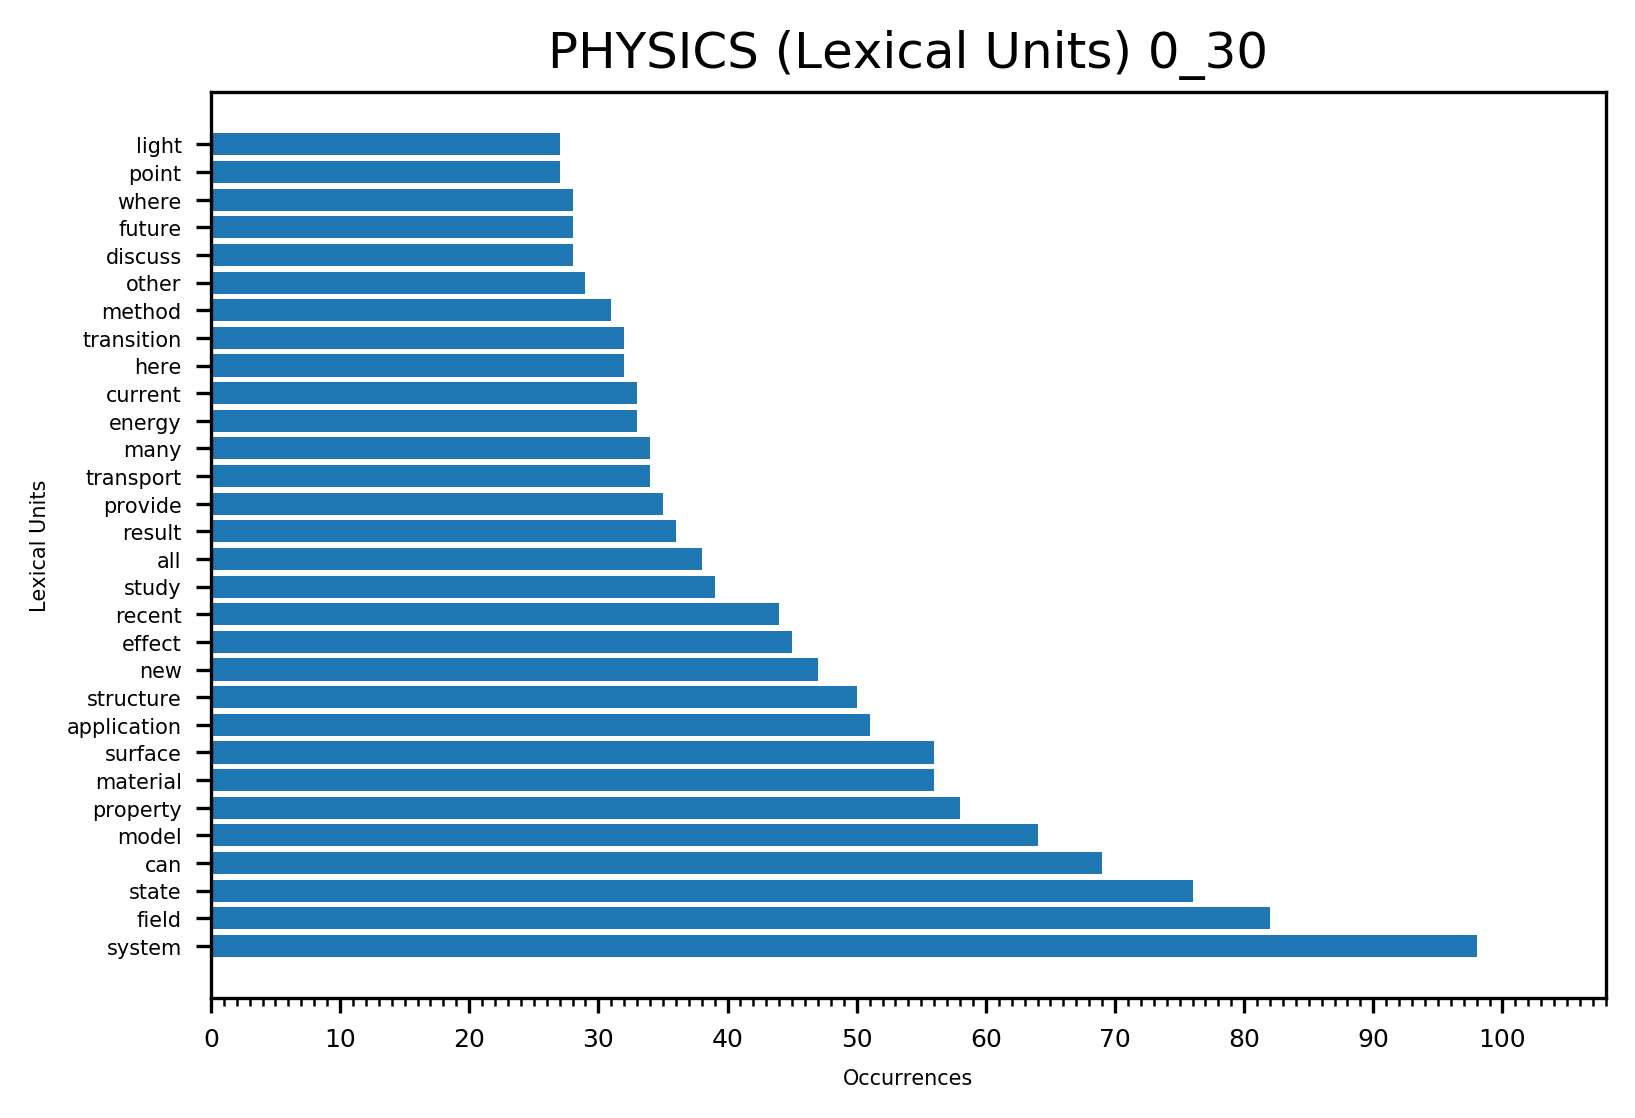 PHYSICS (Lexical Units) 0_30
Lexical Units
light
point
where
future
discuss
other
method
transition
here
current
energy
many
transport
provide
result
all
study
recent
effect
new
structure
application
surface
material
property
model
can
state
field
system
0 10 20 30 40 50 60 70 80 90 100
Occurrences